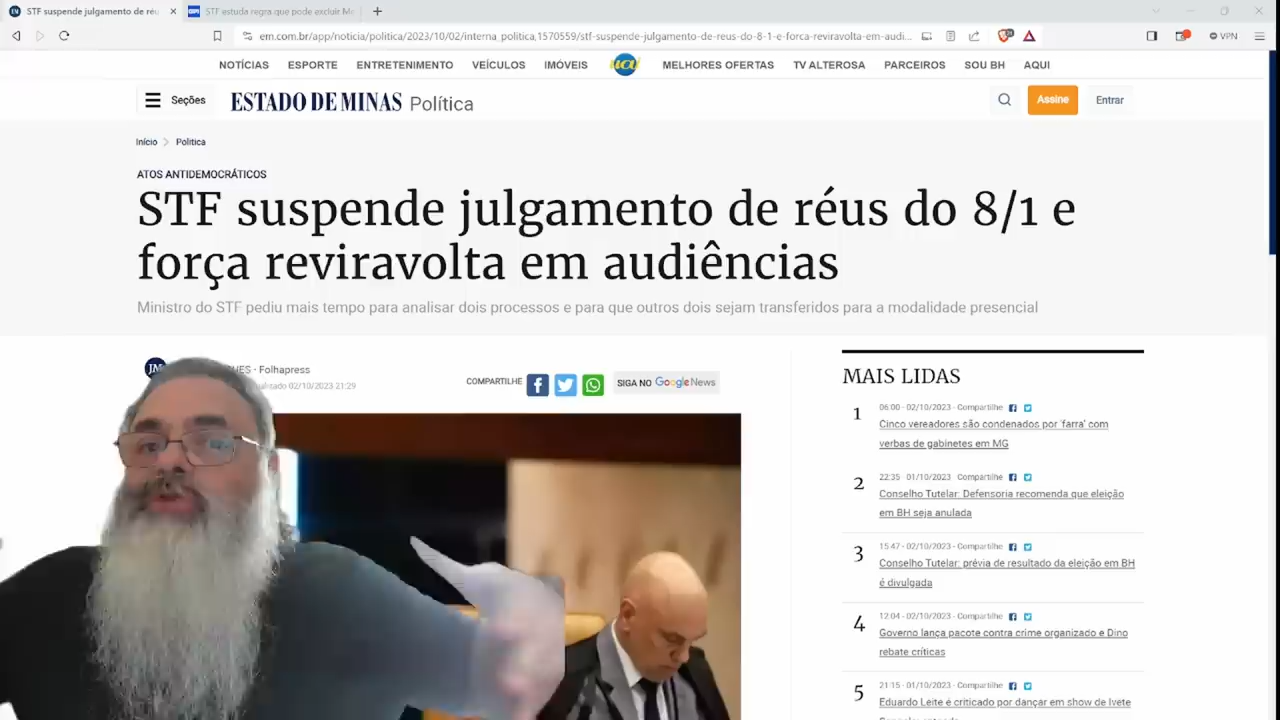 STF suspende julgamento de réu
STF estuda regra que pode excluir
em.com.br/app/noticia/politica/2023/10/02/interna_politica,1570559/stf-suspende-julgamento-de-reus-do-8-1-e-forca-reviravolta-em-audi...
VPN
NOTÍCIAS ESPORTE ENTRETENIMENTO VEÍCULOS IMÓVEIS UAI MELHORES OFERTAS TV ALTEROSA PARCEIROS SOU BH AQUI
Seções ESTADO DE MINAS Política Assine Entrar
Início Politica
ATOS ANTIDEMOCRÁTICOS
STF suspende julgamento de réus do 8/1 e
força reviravolta em audiências
Ministro do STF pediu mais tempo para analisar dois processos e para que outros dois sejam transferidos para a modalidade presencial
JM - Folhapress
02/10/2023 21:29
COMPARTILHE SIGA NO Google News
MAIS LIDAS
1 06:00 - 02/10/2023 - Compartilhe
Cinco vereadores são condenados por 'farra' com
verbas de gabinetes em MG
2 22:35 - 01/10/2023 - Compartilhe
Conselho Tutelar: Defensoria recomenda que eleição
em BH seja anulada
3 15:47 - 02/10/2023 - Compartilhe
Conselho Tutelar: prévia de resultado da eleição em BH
é divulgada
4 12:04 - 02/10/2023 - Compartilhe
Governo lança pacote contra crime organizado e Dino
rebate críticas
5 21:15 - 01/10/2023 - Compartilhe
Eduardo Leite é criticado por dançar em show de Ivete